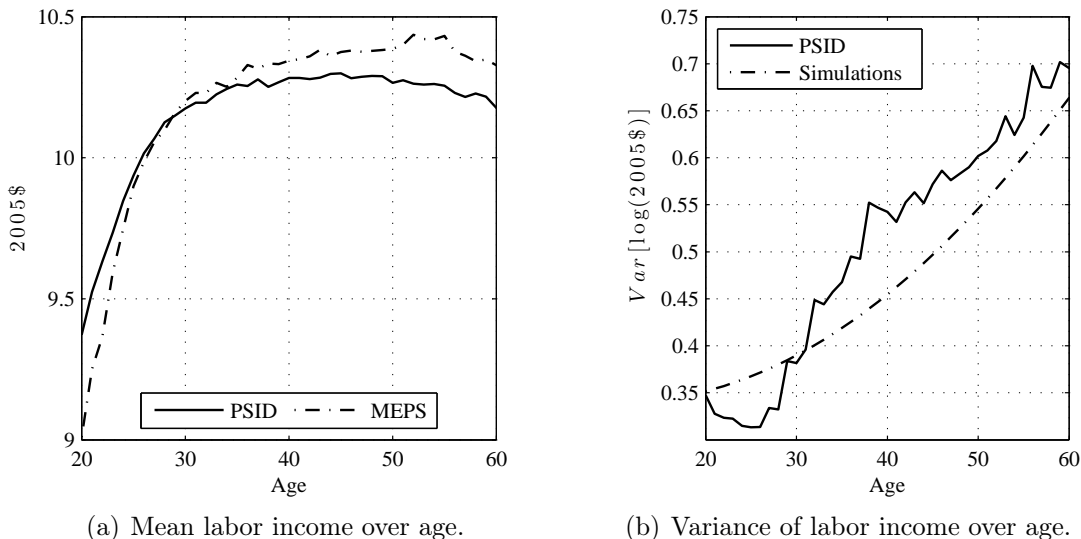 10.5
10
9.5
9
2005$
PSID
MEPS
20
30
40
50
60
Age
(a) Mean labor income over age.
0.75
0.7
0.65
0.6
0.55
0.5
0.45
0.4
0.35
Var[log(2005$)]
PSID
Simulations
20
30
40
50
60
Age
(b) Variance of labor income over age.